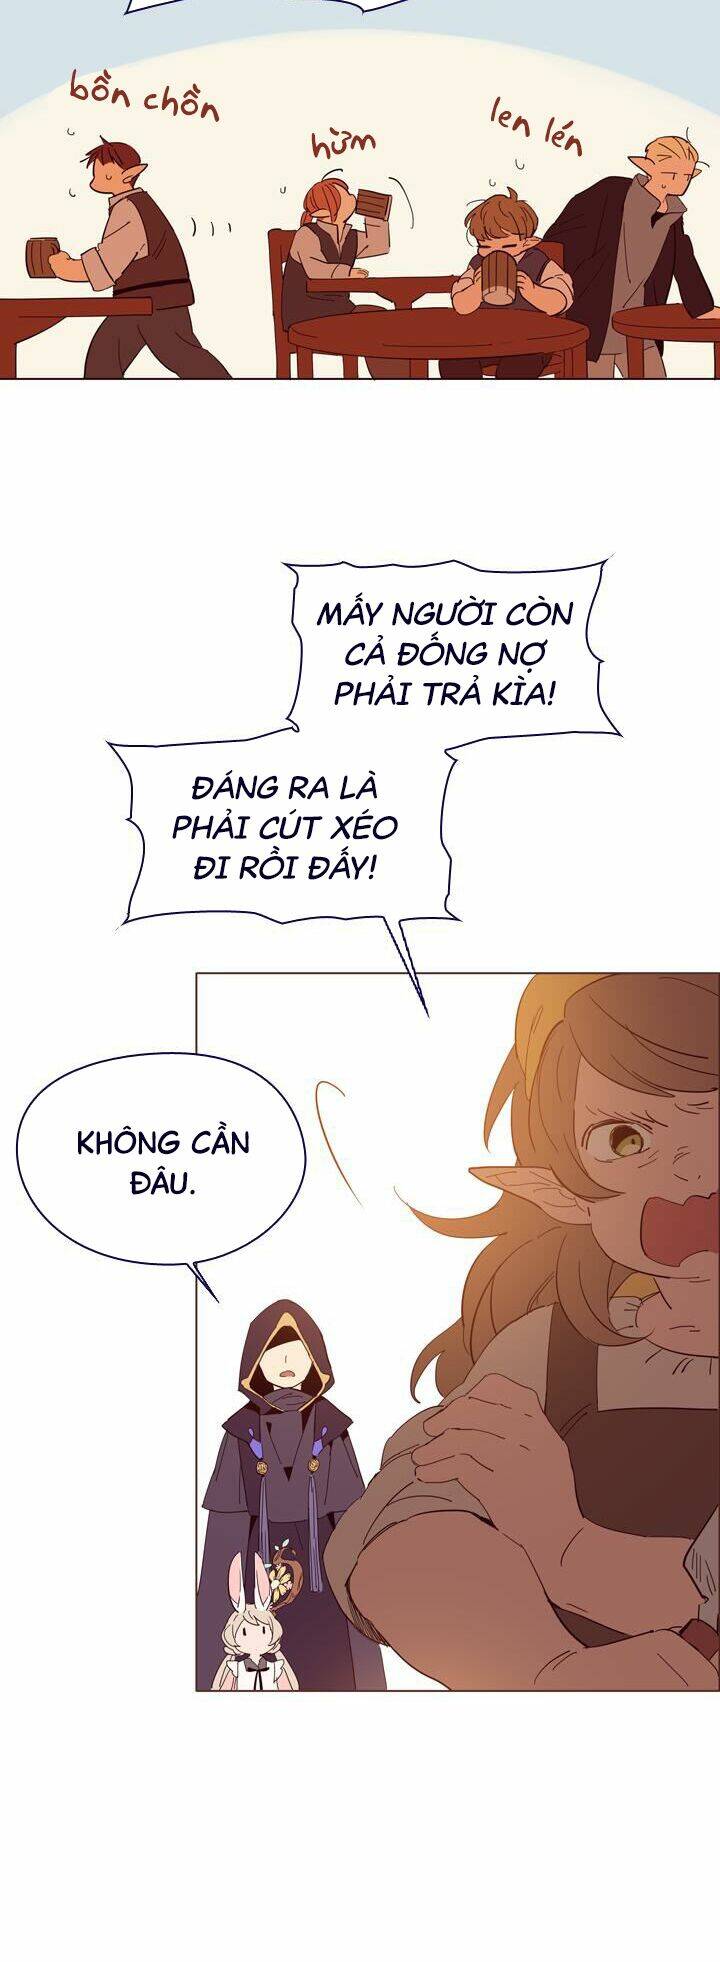 bồn chồn
hừm
len lén
MẤY NGƯỜI CÒN
CẢ ĐỐNG NỢ
PHẢI TRẢ KÌA!
ĐÁNG RA LÀ
PHẢI CÚT XÉO
ĐI RỒI ĐẤY!
KHÔNG CẦN
ĐÂU.